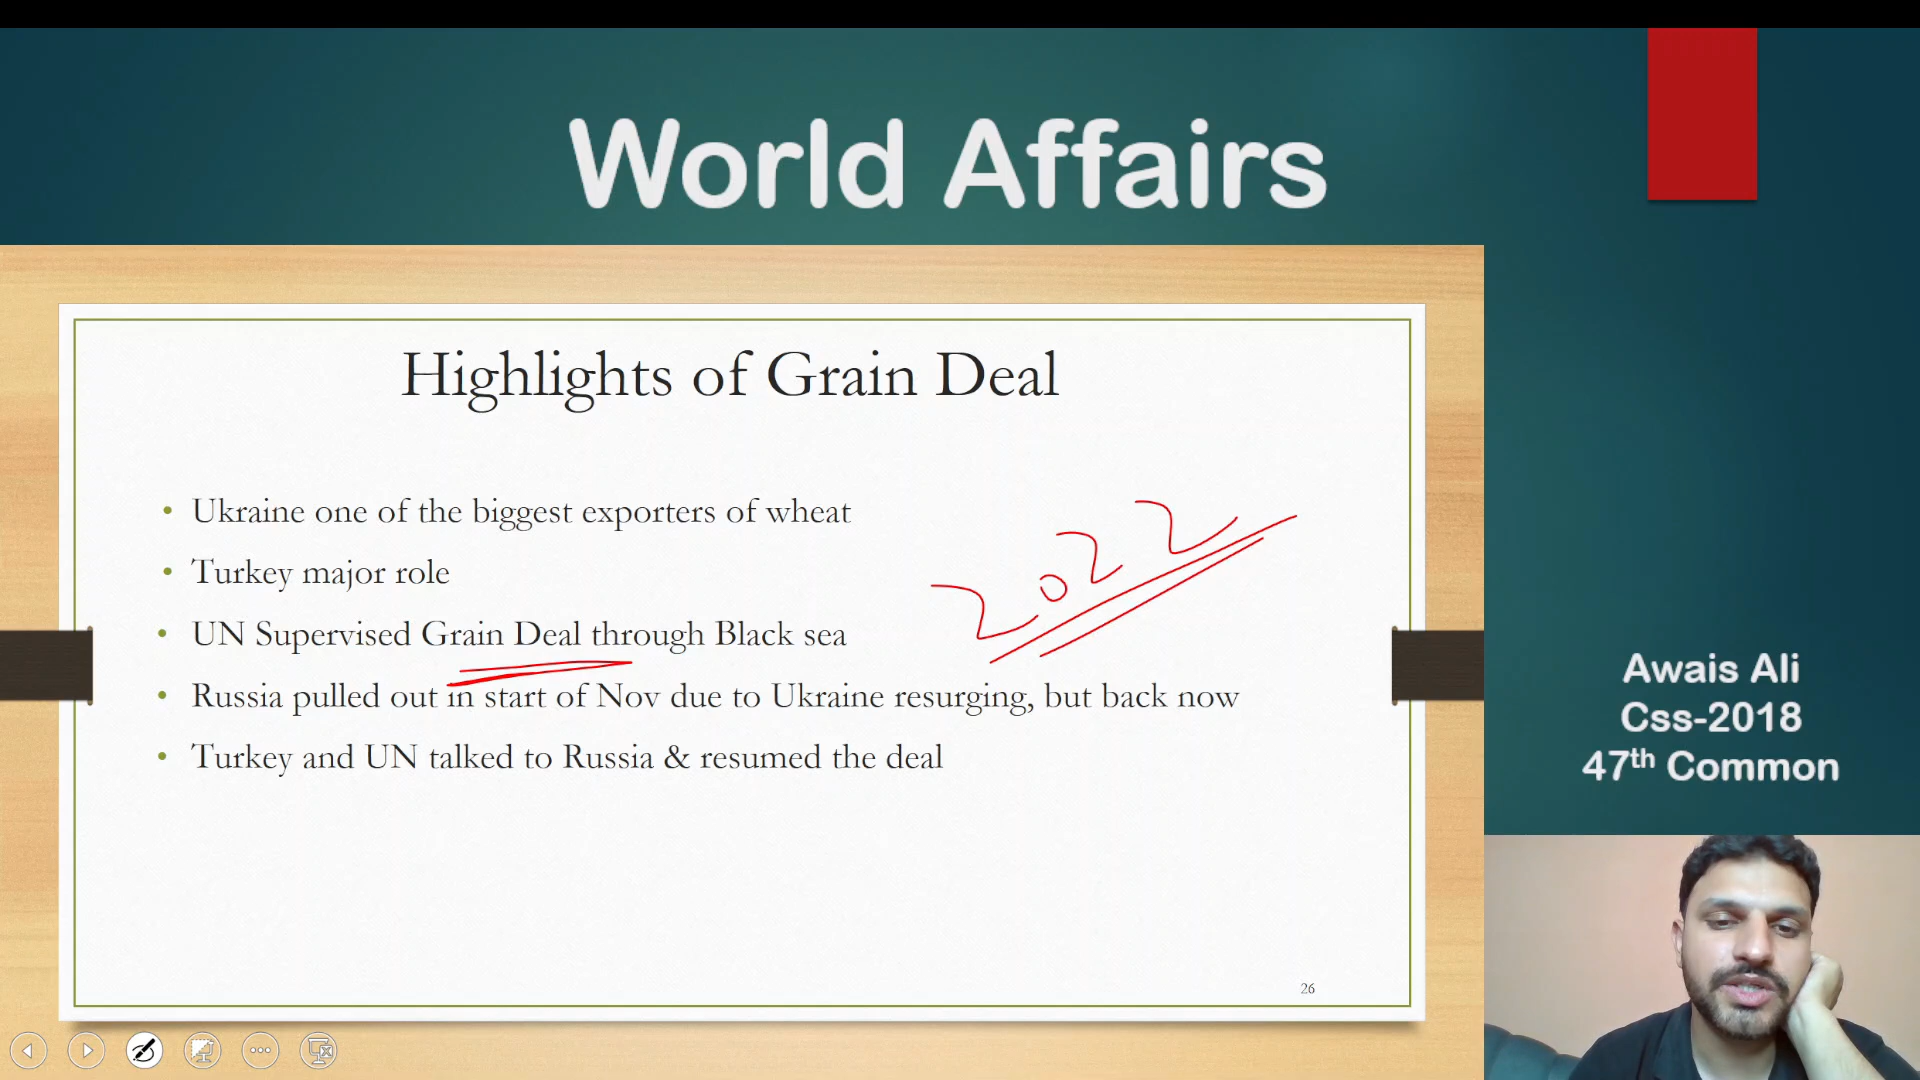 World Affairs
Highlights of Grain Deal
• Ukraine one of the biggest exporters of wheat
• Turkey major role
• UN Supervised Grain Deal through Black sea
• Russia pulled out in start of Nov due to Ukraine resurging, but back now
• Turkey and UN talked to Russia & resumed the deal
2022
26
Awais Ali
Css-2018
47th Common